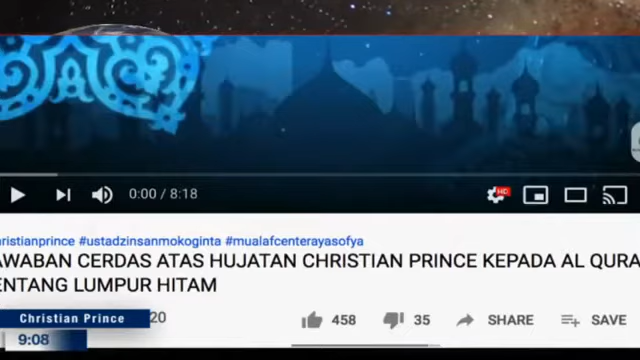 0:00 / 8:18
HD
hristianprince #ustadzinsanmokoginta #mualafcenterayasofya
AWABAN CERDAS ATAS HUJATAN CHRISTIAN PRINCE KEPADA AL QURA
ENTANG LUMPUR HITAM
Christian Prince
20
458
35
SHARE
SAVE
9:08